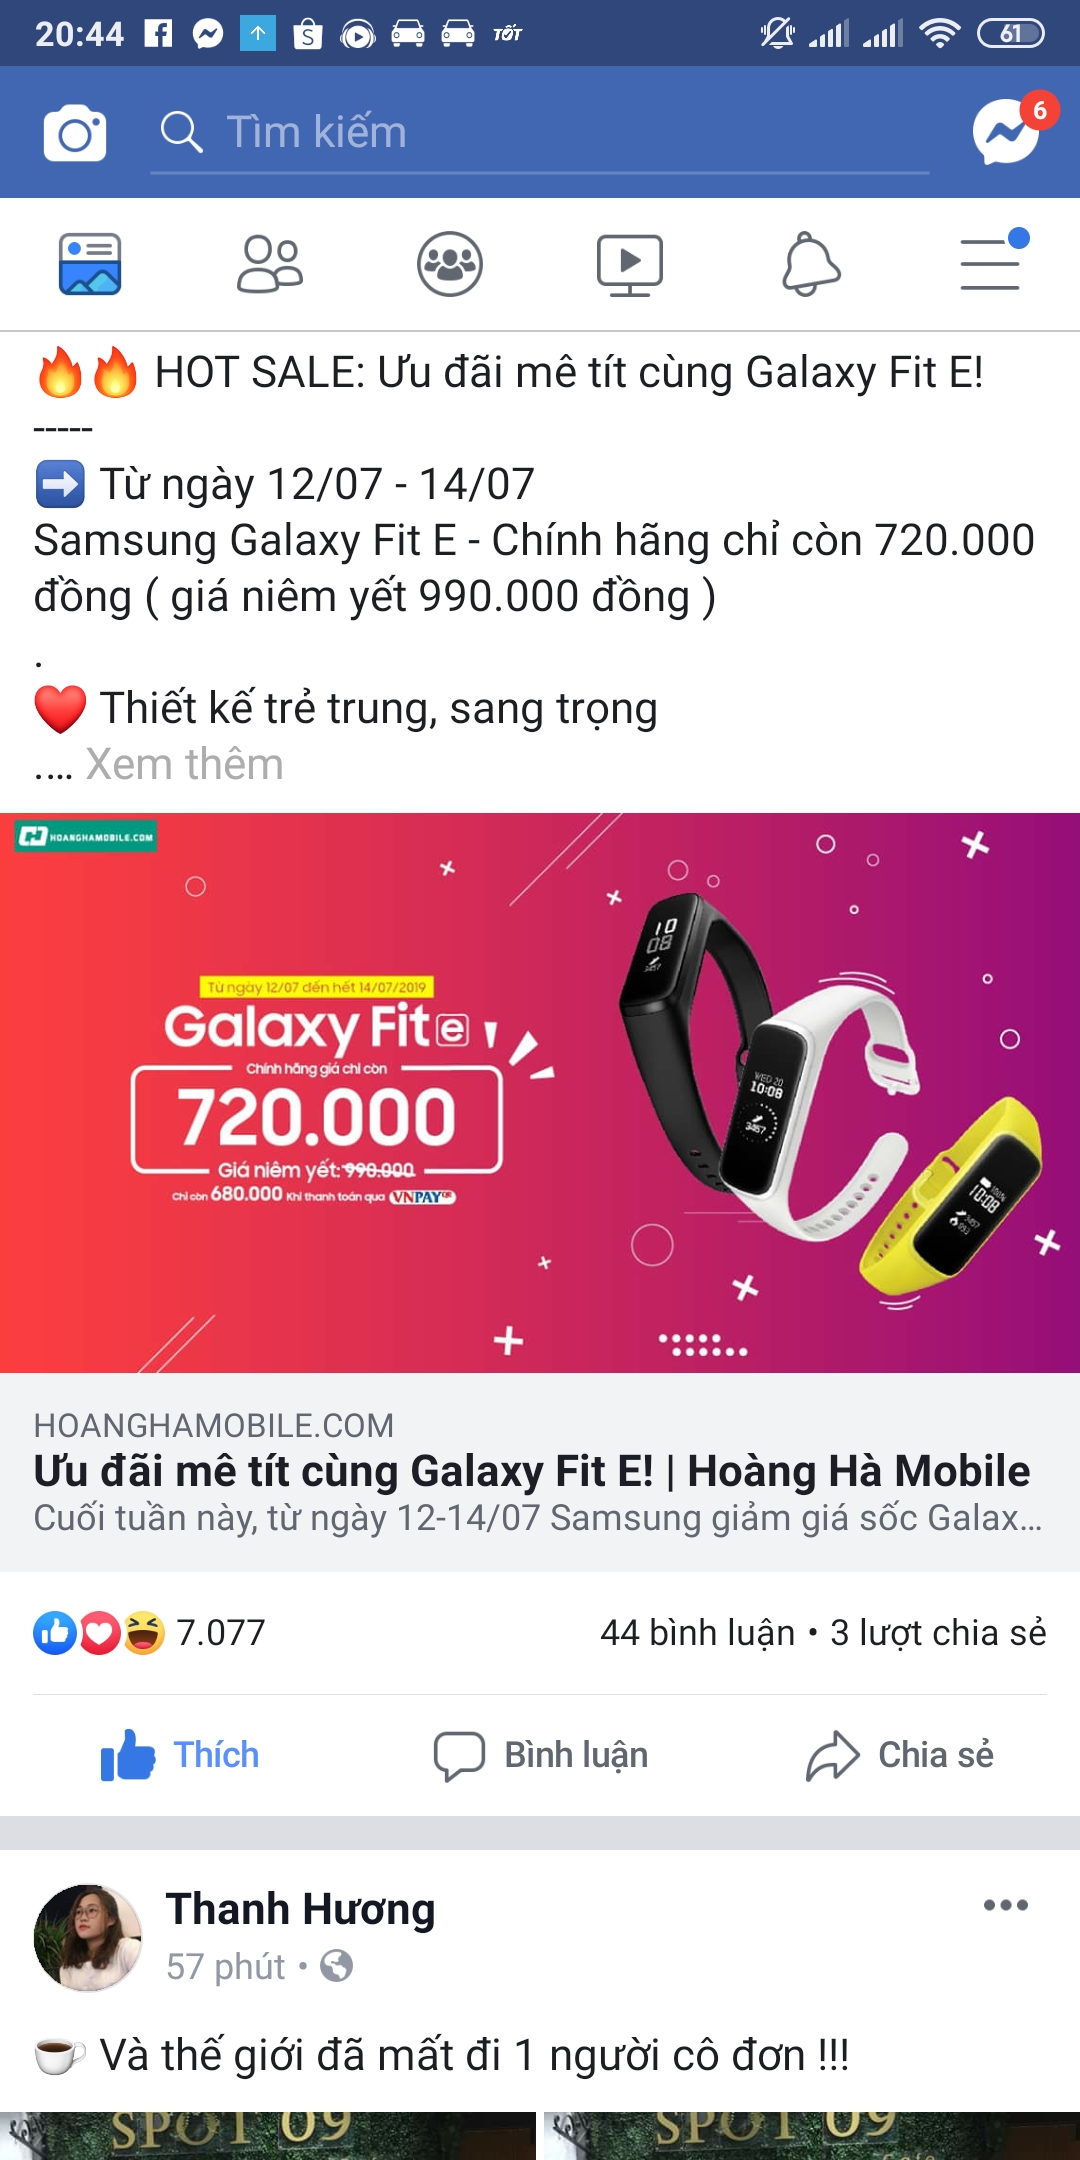 20:44
TỐT
61
Tìm kiếm
6
🔥🔥 HOT SALE: Ưu đãi mê tít cùng Galaxy Fit E!
-----
➡️ Từ ngày 12/07 - 14/07
Samsung Galaxy Fit E - Chính hãng chỉ còn 720.000
đồng ( giá niêm yết 990.000 đồng )
.
❤️ Thiết kế trẻ trung, sang trọng
.... Xem thêm
HOANGHAMOBILE.COM
Từ ngày 12/07 đến hết 14/07/2019
Galaxy Fit e
Chính hãng giá chỉ còn
720.000
Giá niêm yết: 990.000
Chỉ còn 680.000 Khi thanh toán qua VNPAY QR
10
08
3457
WED 20
10:08
3457
10:08
HOANGHAMOBILE.COM
Ưu đãi mê tít cùng Galaxy Fit E! | Hoàng Hà Mobile
Cuối tuần này, từ ngày 12-14/07 Samsung giảm giá sốc Galax...
7.077
44 bình luận • 3 lượt chia sẻ
Thích
Bình luận
Chia sẻ
Thanh Hương
57 phút •
☕ Và thế giới đã mất đi 1 người cô đơn !!!
SPOT 09
SPOT 09